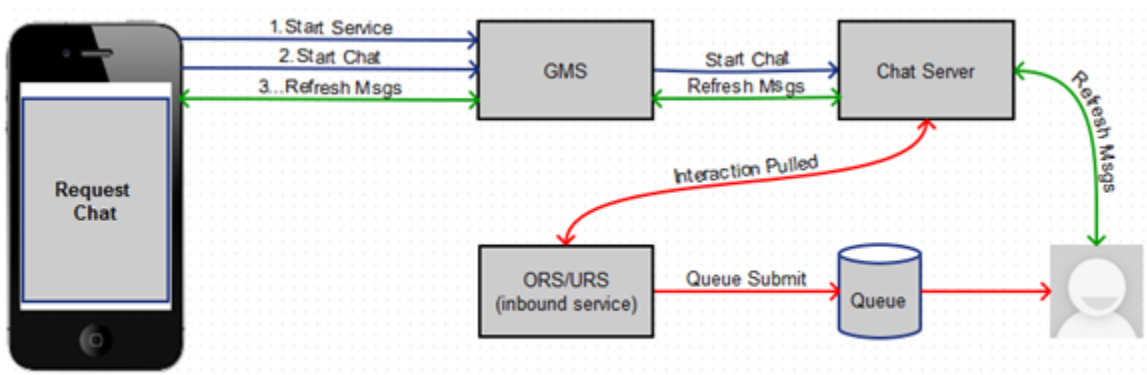 1.Start Service
2.Start Chat
3...Refresh Msgs
Request
Chat
GMS
Start Chat
Refresh Msgs
Chat Server
Refresh Msgs
Interaction Pulled
ORS/URS
(inbound service)
Queue Submit
Queue